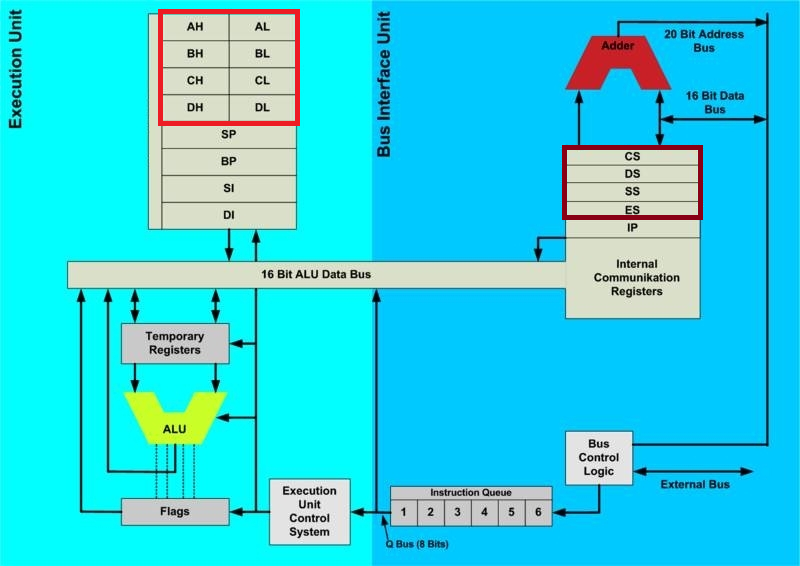 Execution Unit
AH AL
BH BL
CH CL
DH DL
SP
BP
SI
DI
Bus Interface Unit
Adder
20 Bit Address
Bus
16 Bit Data
Bus
CS
DS
SS
ES
IP
Internal
Communikation
Registers
16 Bit ALU Data Bus
Temporary
Registers
ALU
Flags
Execution
Unit
Control
System
Instruction Queue
1 2 3 4 5 6
Q Bus (8 Bits)
Bus
Control
Logic
External Bus